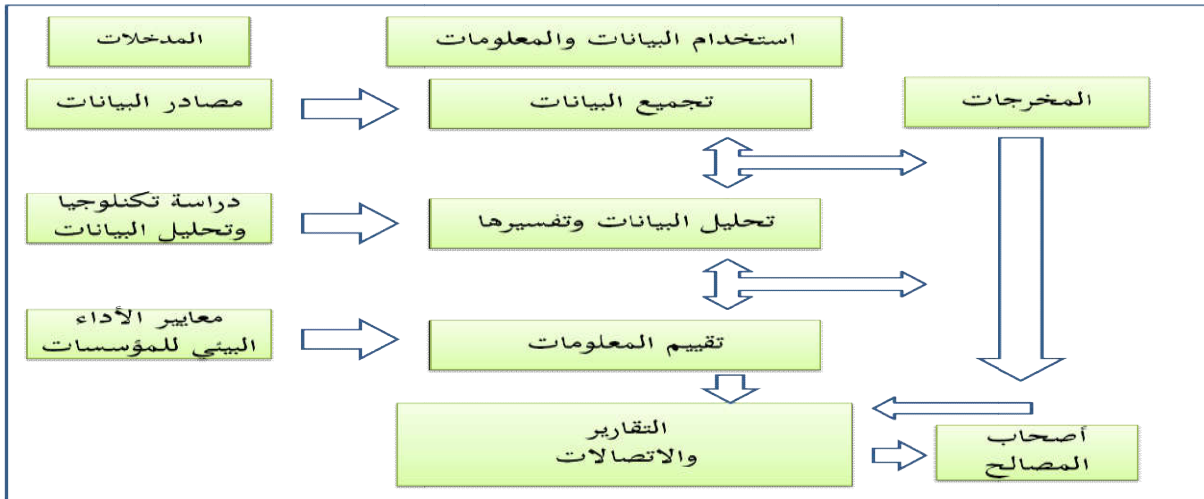 المدخلات
استخدام البيانات والمعلومات
مصادر البيانات
تجميع البيانات
المخرجات
دراسة تكنلوجيا
وتحليل البيانات
تحليل البيانات وتفسيرها
معايير الأداء
البيئي للمؤسسات
تقييم المعلومات
التقارير
والاتصالات
أصحاب
المصالح